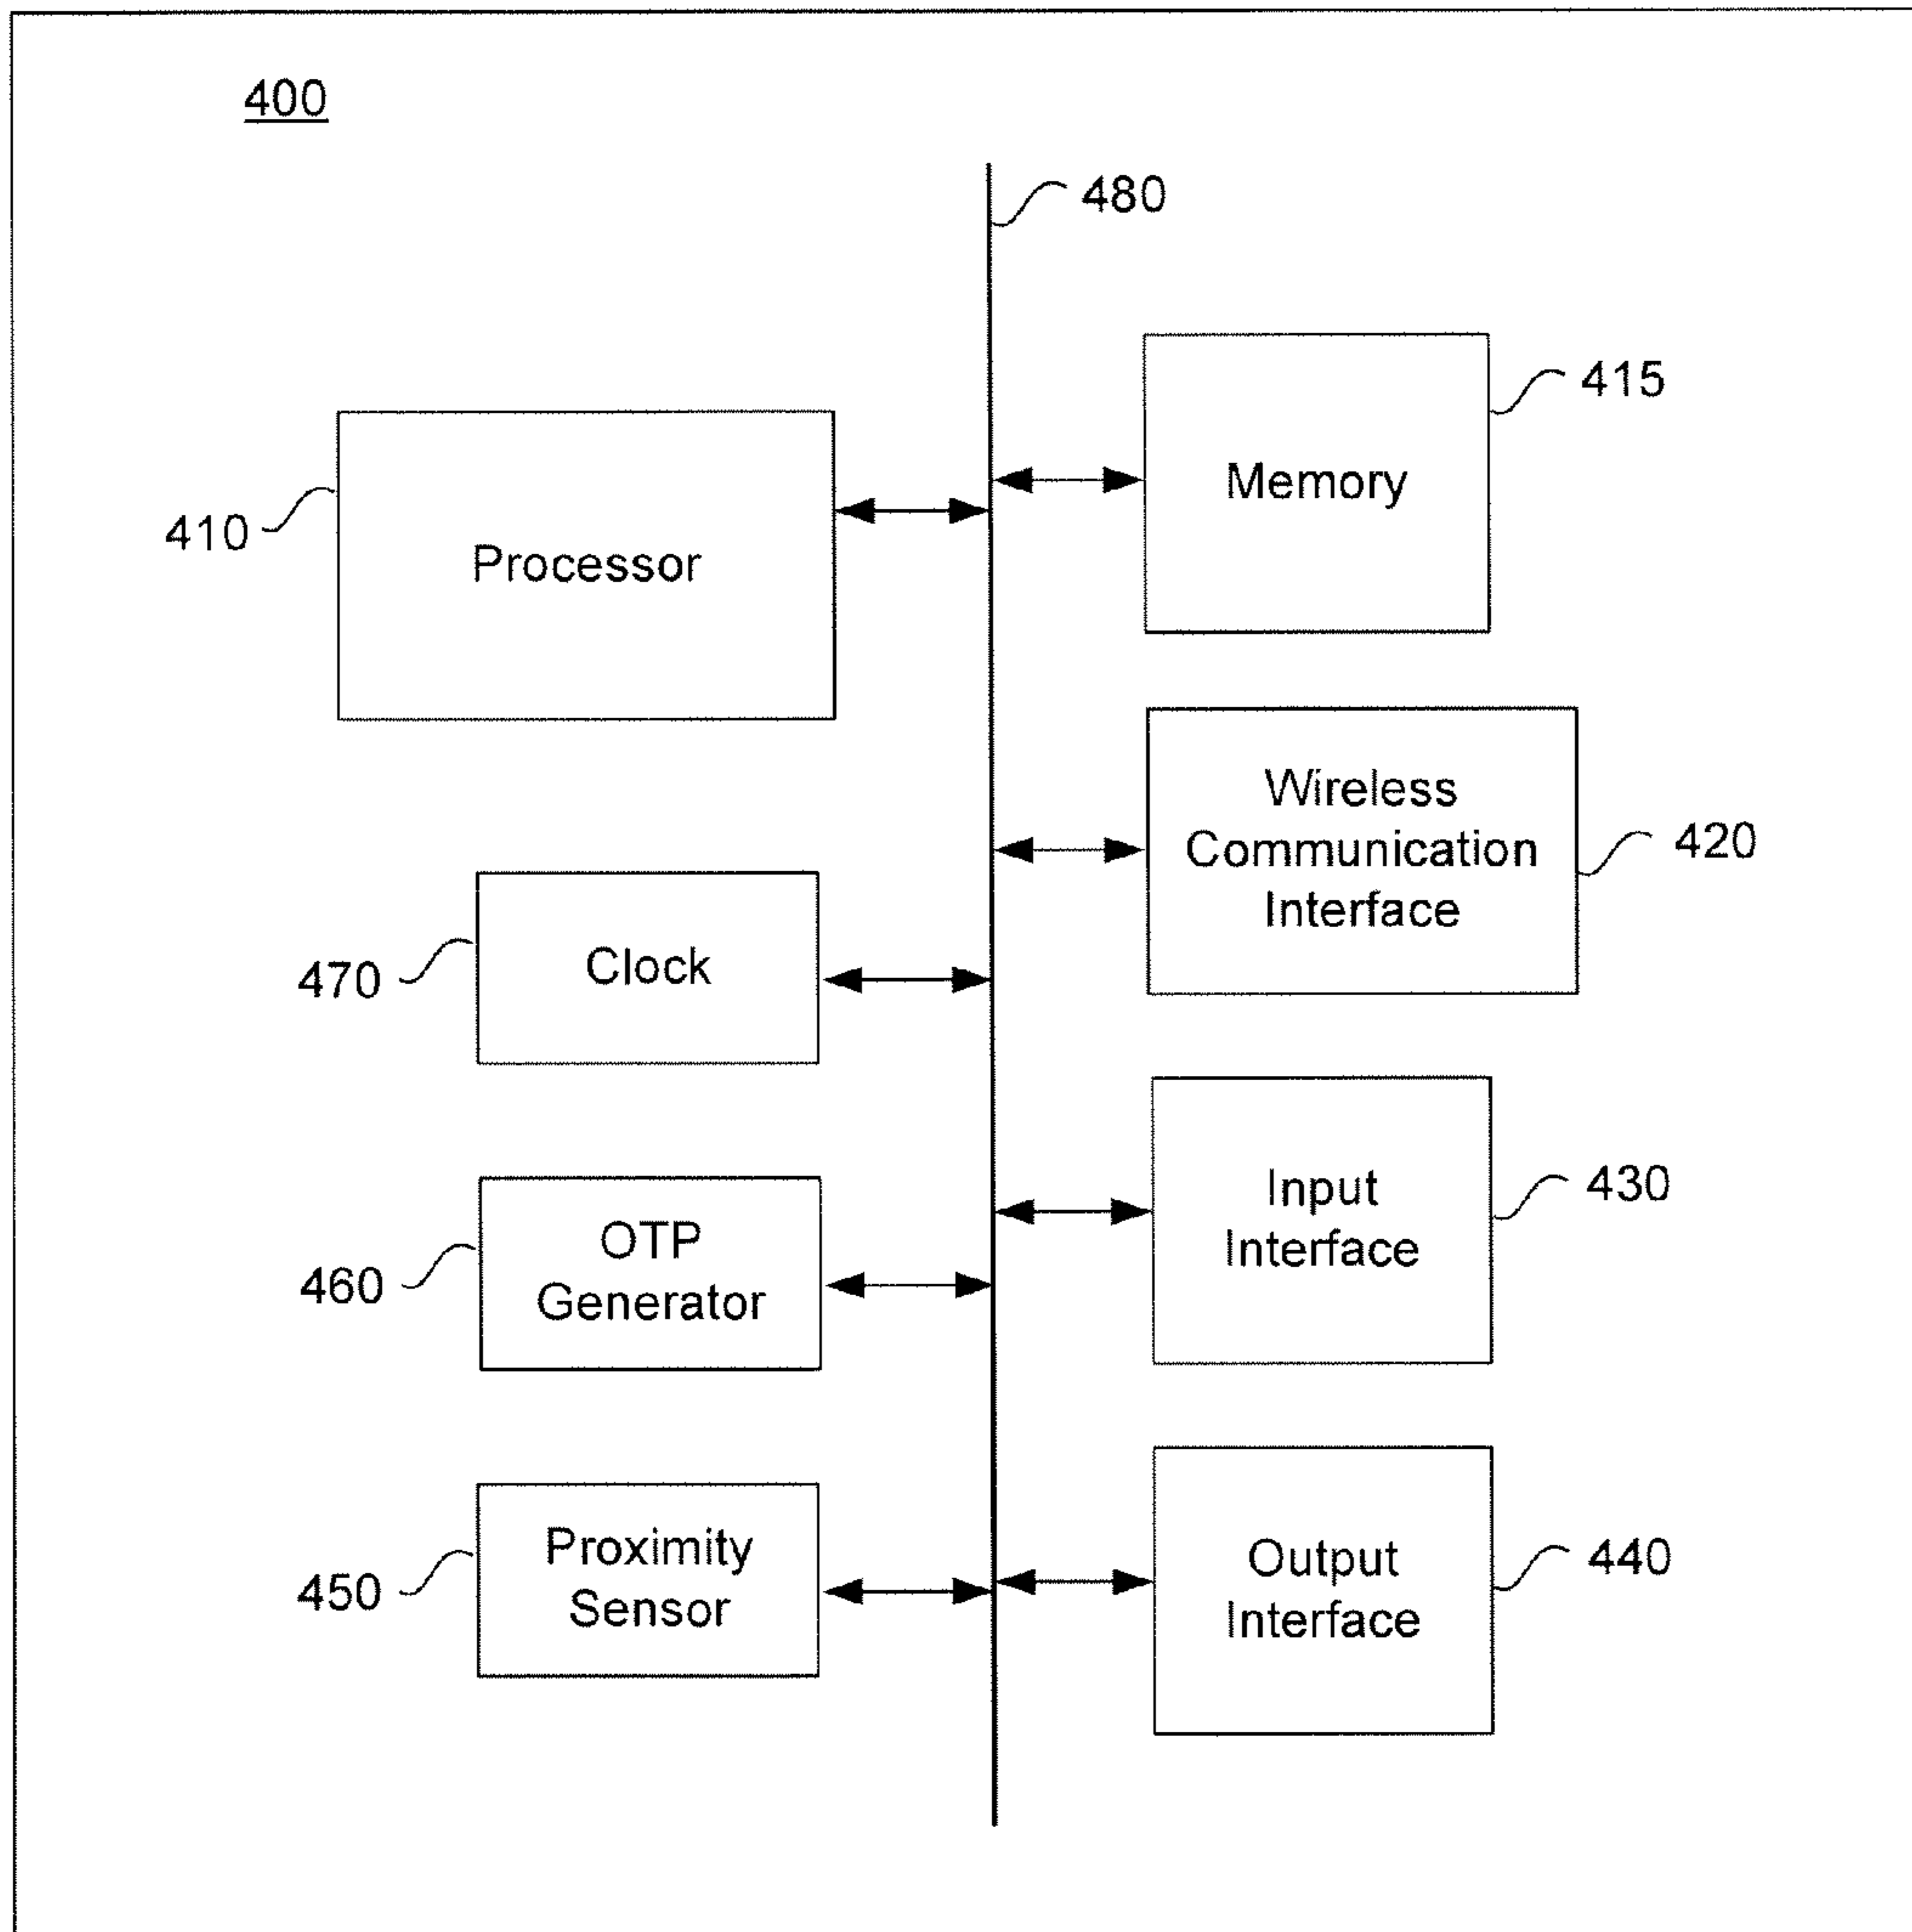 400
480
415
Memory
410
Processor
Wireless
Communication
Interface
420
470
Clock
Input
Interface
430
460
OTP
Generator
450
Proximity
Sensor
Output
Interface
440